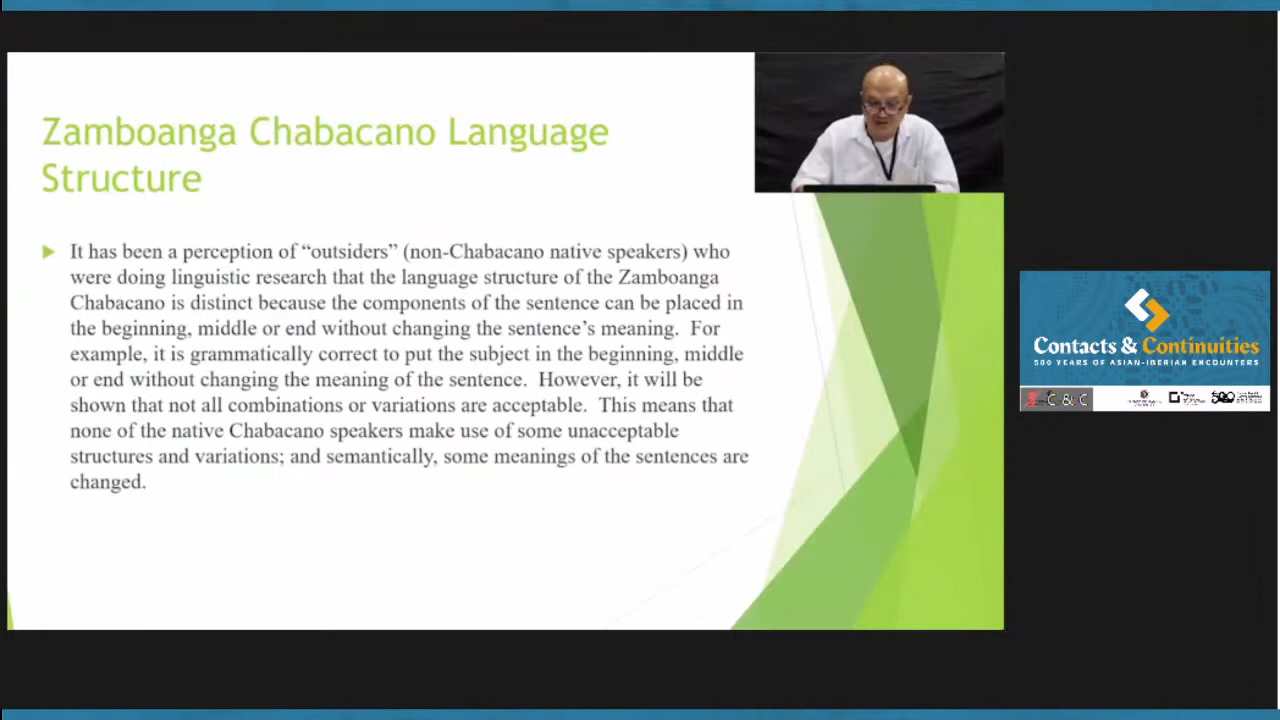 Zamboanga Chabacano Language
Structure
It has been a perception of “outsiders” (non-Chabacano native speakers) who
were doing linguistic research that the language structure of the Zamboanga
Chabacano is distinct because the components of the sentence can be placed in
the beginning, middle or end without changing the sentence’s meaning. For
example, it is grammatically correct to put the subject in the beginning, middle
or end without changing the meaning of the sentence. However, it will be
shown that not all combinations or variations are acceptable. This means that
none of the native Chabacano speakers make use of some unacceptable
structures and variations; and semantically, some meanings of the sentences are
changed.
Contacts & Continuities
500 YEARS OF ASIAN-IBERIAN ENCOUNTERS
C & C
500